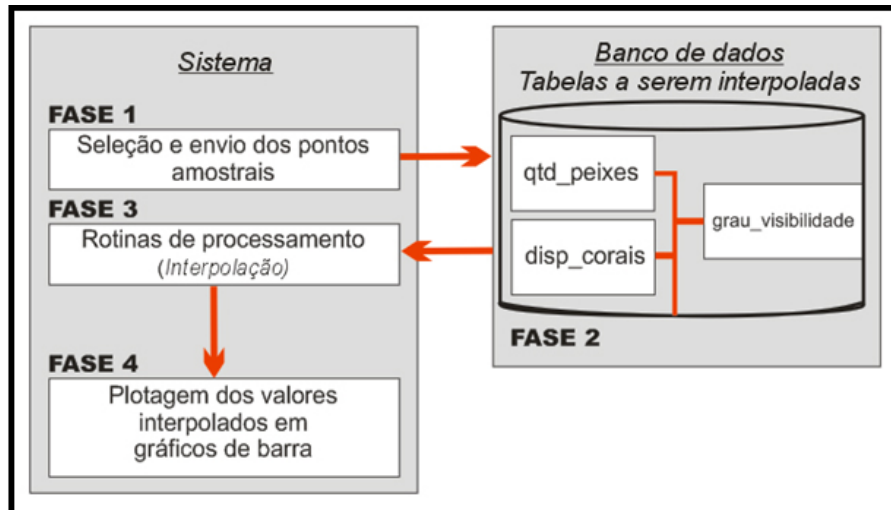 Sistema
FASE 1
Seleção e envio dos pontos
amostrais
FASE 3
Rotinas de processamento
(Interpolação)
FASE 4
Plotagem dos valores
interpolados em
gráficos de barra
Banco de dados
Tabelas a serem interpoladas
qtd_peixes
grau_visibilidade
disp_corais
FASE 2